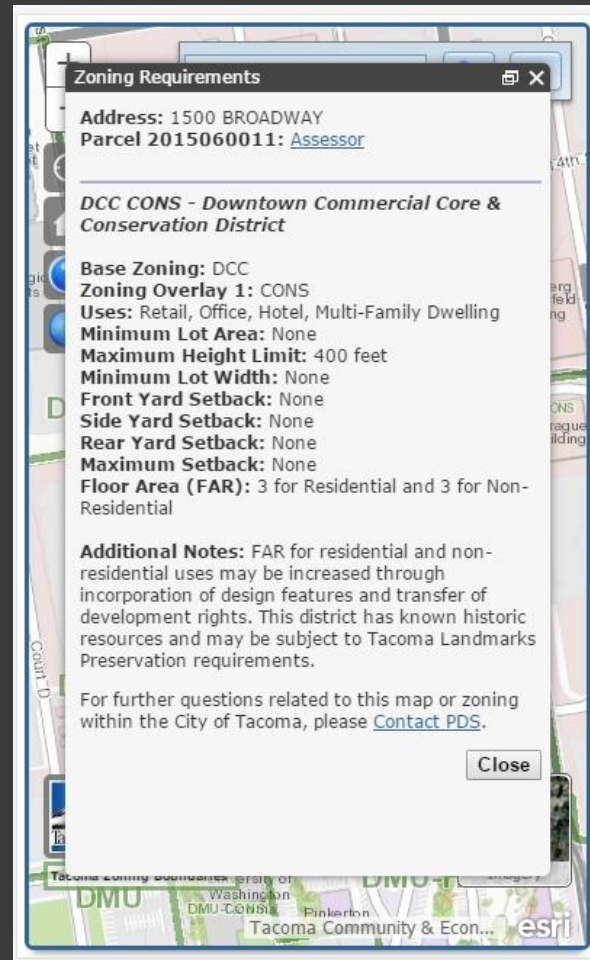 Zoning Requirements
Address: 1500 BROADWAY
Parcel 2015060011: Assessor
DCC CONS - Downtown Commercial Core &
Conservation District
Base Zoning: DCC
Zoning Overlay 1: CONS
Uses: Retail, Office, Hotel, Multi-Family Dwelling
Minimum Lot Area: None
Maximum Height Limit: 400 feet
Minimum Lot Width: None
Front Yard Setback: None
Side Yard Setback: None
Rear Yard Setback: None
Maximum Setback: None
Floor Area (FAR): 3 for Residential and 3 for Non-
Residential
Additional Notes: FAR for residential and non-
residential uses may be increased through
incorporation of design features and transfer of
development rights. This district has known historic
resources and may be subject to Tacoma Landmarks
Preservation requirements.
For further questions related to this map or zoning
within the City of Tacoma, please Contact PDS.
Close
Court D
Tacoma Zoning Boundaries
DMU
Washington
DMU-CONS
Pinkerton
Tacoma Community & Econ...
esri